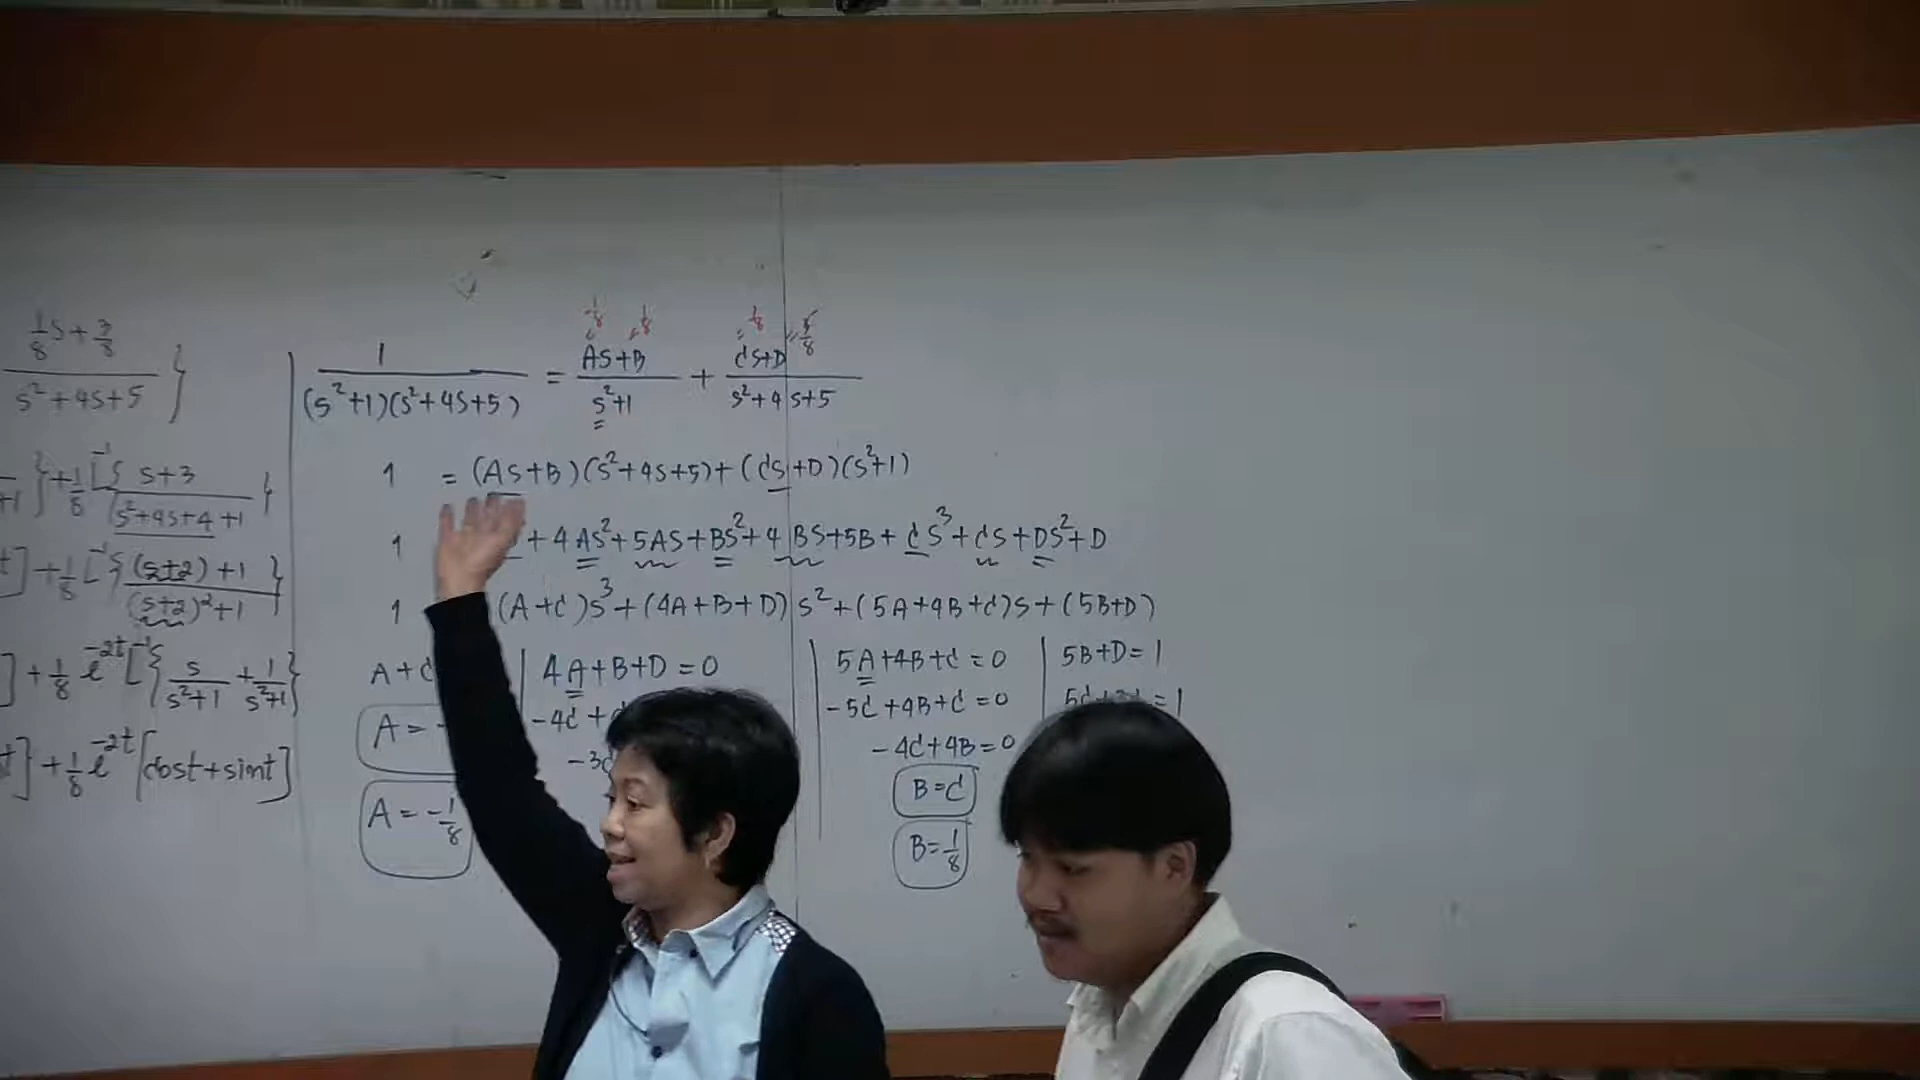 1/8 s + 3/8 }
s² + 4s + 5
+1 } + 1/8 L⁻¹{ s+3 / s²+4s+4+1 }
t] + 1/8 L⁻¹{ (s+2)+1 / (s+2)²+1 }
] + 1/8 e^-2t L⁻¹{ s/s²+1 + 1/s²+1 }
t] + 1/8 e^-2t [cost+sint]
-1/8 1/8 1/8 3/8
1/(s²+1)(s²+4s+5) = As+B/s²+1 + cs+D/s²+4s+5
1 = (As+B)(s²+4s+5)+(cs+D)(s²+1)
1 + 4As²+5As+Bs²+4Bs+5B+cs³+cs+Ds²+D
1 (A+c)s³+(4A+B+D)s²+(5A+4B+c)s+(5B+D)
A+c
A = -
A = -1/8
4A+B+D = 0
-4c+
-3c
5A+4B+c = 0
-5c+4B+c = 0
-4c+4B = 0
B = c
B = 1/8
5B+D = 1
= 1